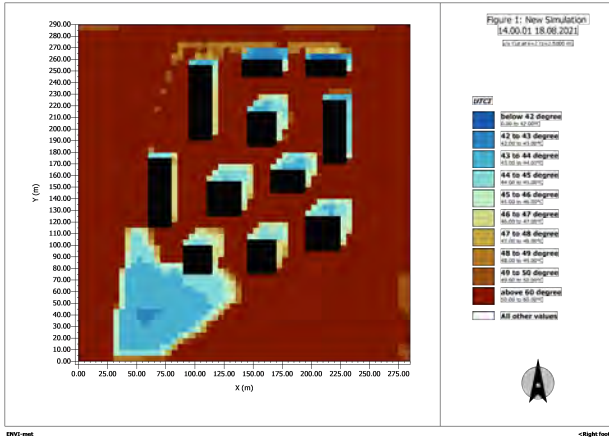 Figure 1: New Simulation
14.00.01 18.08.2021
UTCI
below 42 degree
42 to 43 degree
43 to 44 degree
44 to 45 degree
45 to 46 degree
46 to 47 degree
47 to 48 degree
48 to 49 degree
49 to 50 degree
above 60 degree
All other values
290.00
280.00
270.00
260.00
250.00
240.00
230.00
220.00
210.00
200.00
190.00
180.00
170.00
160.00
150.00
140.00
130.00
120.00
110.00
100.00
90.00
80.00
70.00
60.00
50.00
40.00
30.00
20.00
10.00
0.00
Y (m)
0.00 25.00 50.00 75.00 100.00 125.00 150.00 175.00 200.00 225.00 250.00 275.00
X (m)
N
ENVI-met
<Right foot